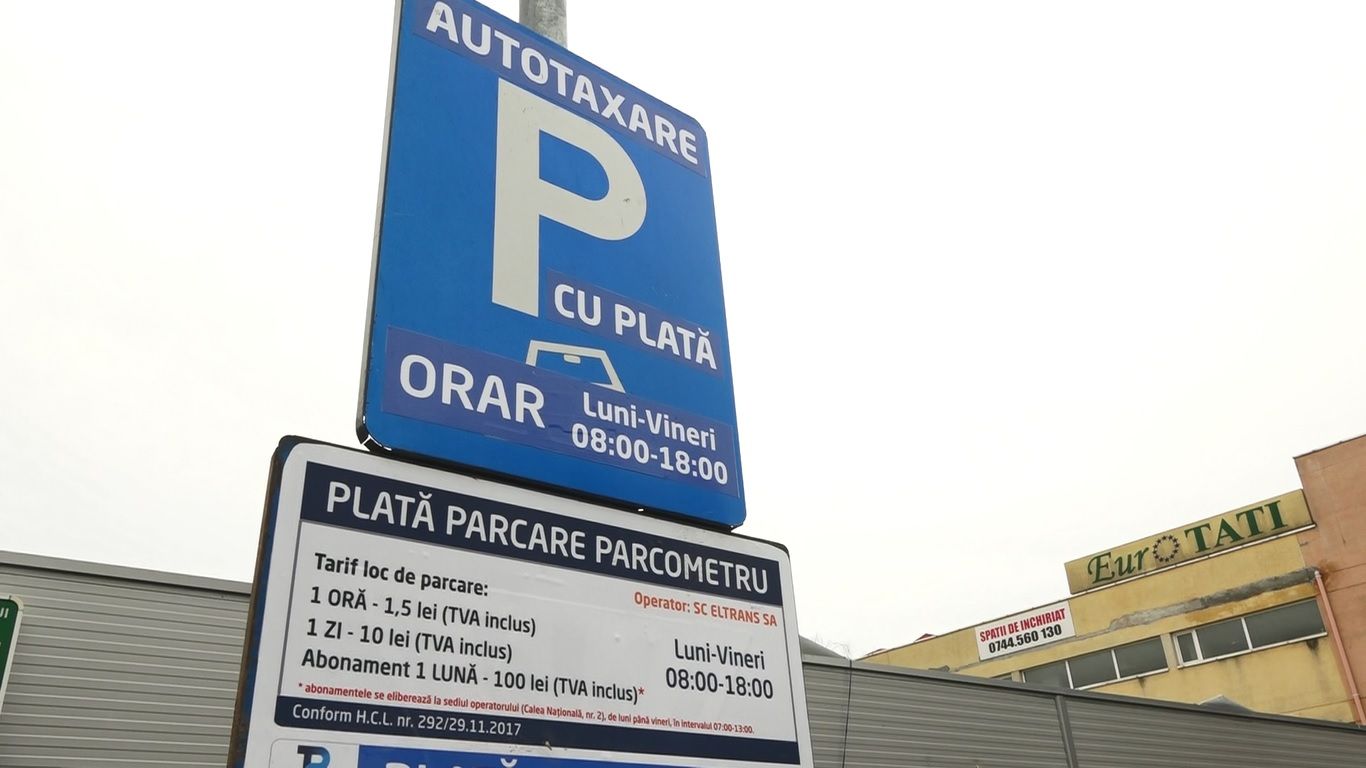 AUTOTAXARE
P
CU PLATĂ
ORAR
Luni-Vineri
08:00-18:00
PLATĂ PARCARE PARCOMETRU
Tarif loc de parcare:
Operator: SC ELTRANS SA
1 ORĂ - 1,5 lei (TVA inclus)
1 ZI - 10 lei (TVA inclus)
Abonament 1 LUNĂ - 100 lei (TVA inclus)*
Luni-Vineri
08:00-18:00
* abonamentele se eliberează la sediul operatorului (Calea Națională, nr. 2), de luni până vineri, în intervalul 07:00-13:00.
Conform H.C.L. nr. 292/29.11.2017
EurOTATI
SPATII DE INCHIRIAT
0744.560 130